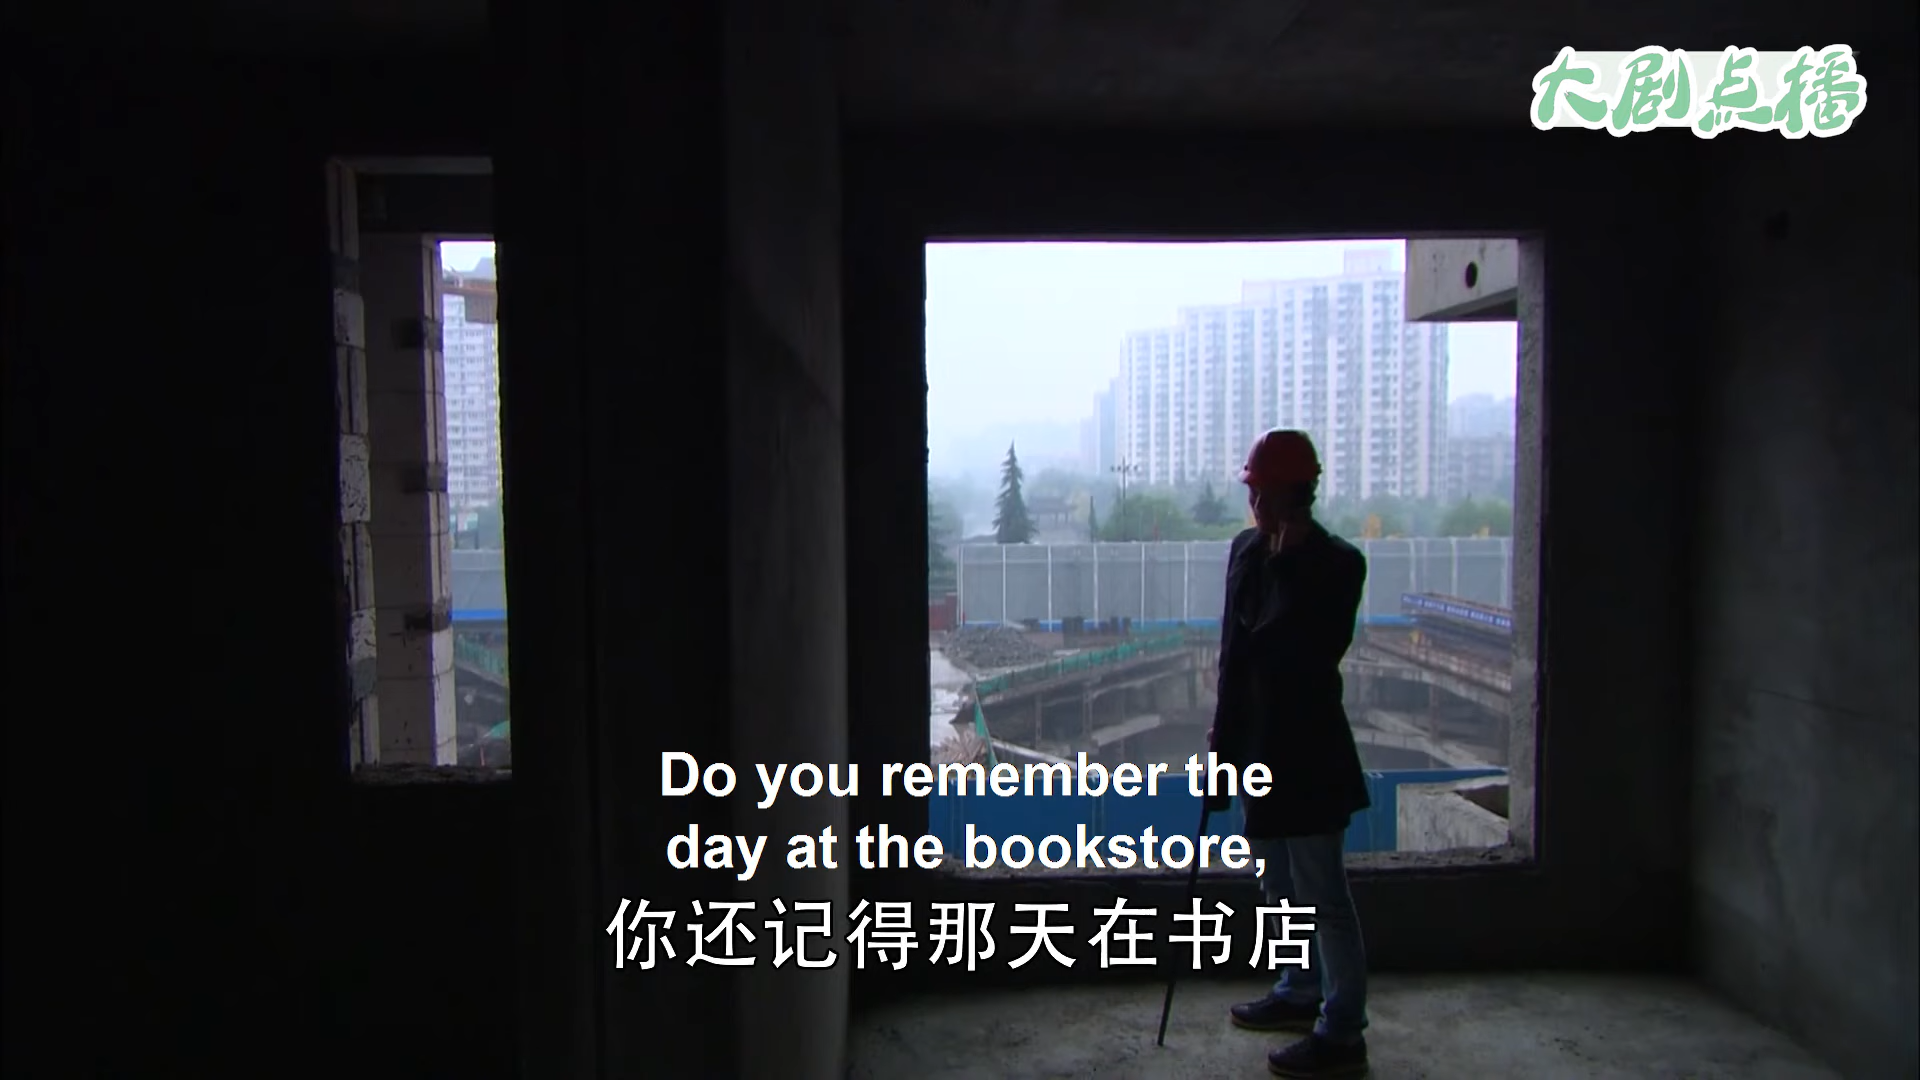 大剧点播
Do you remember the
day at the bookstore,
你还记得那天在书店